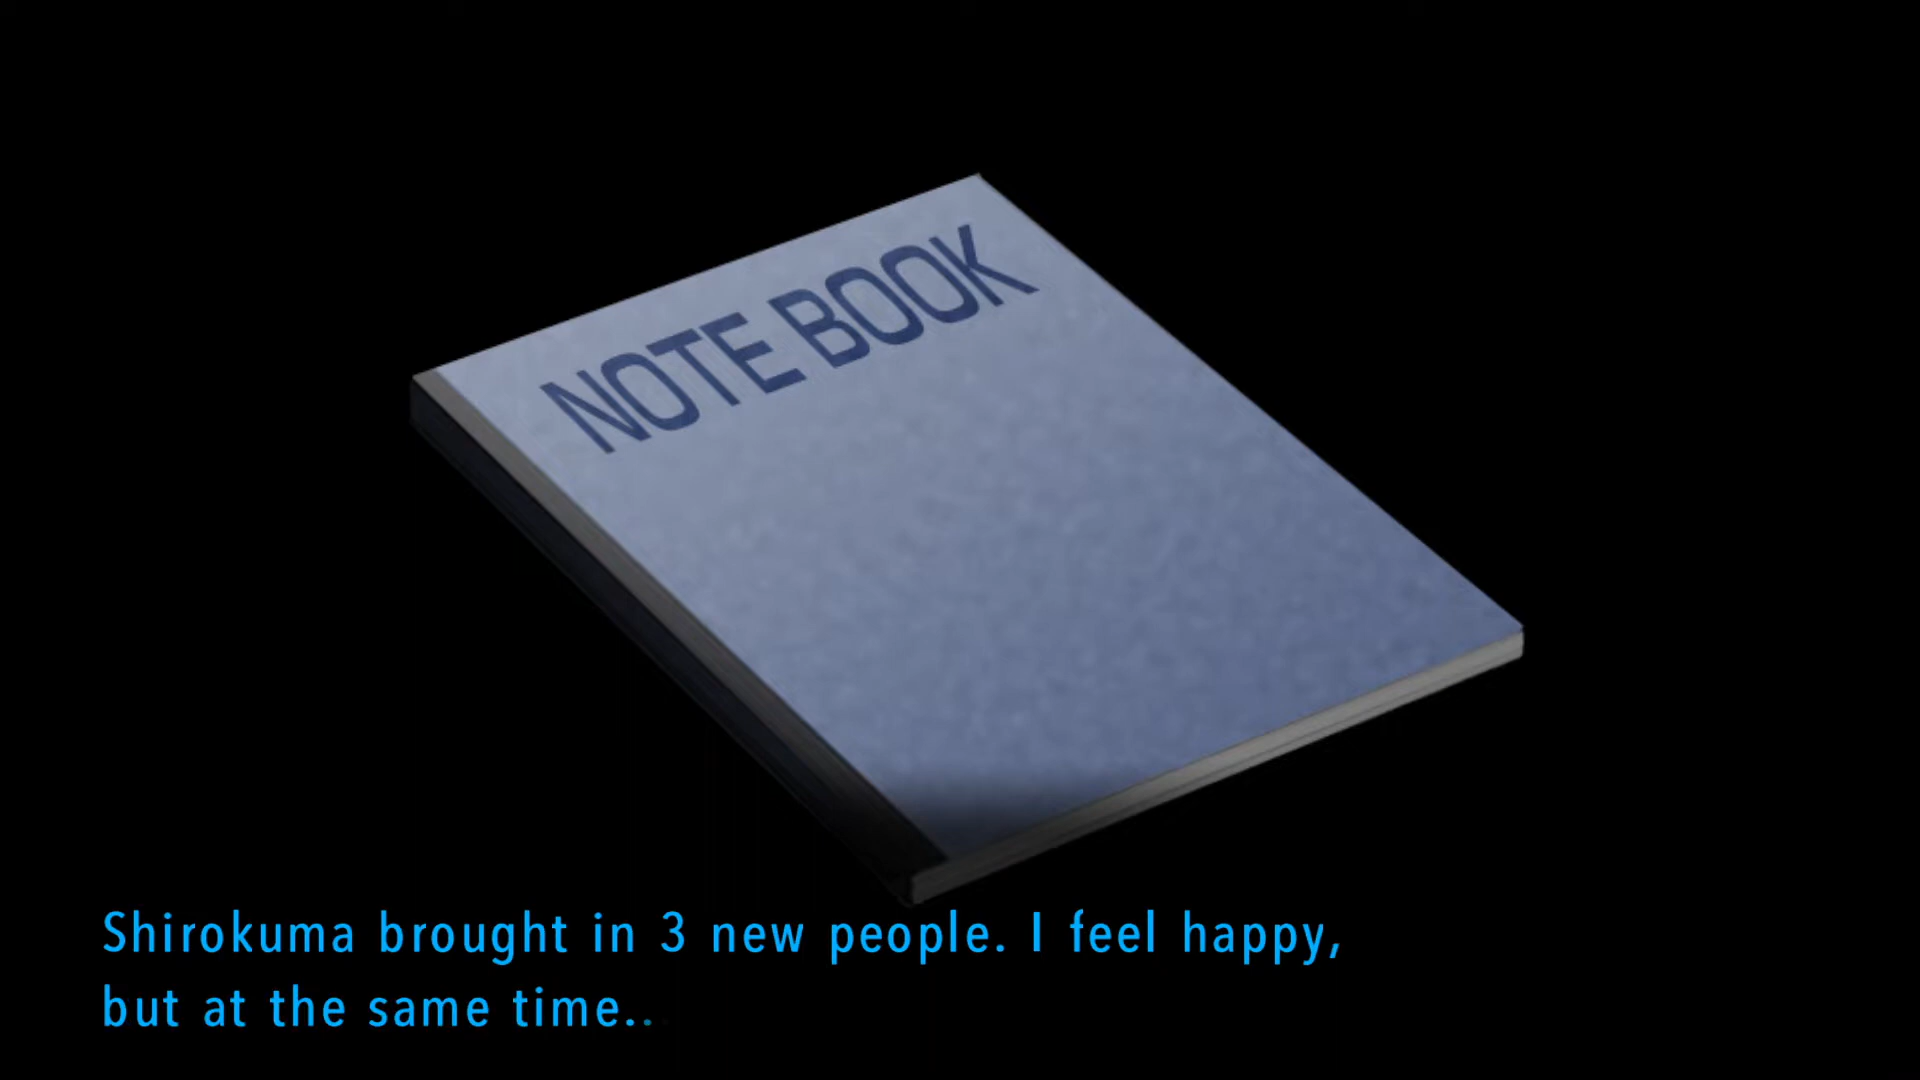 NOTE BOOK
Shirokuma brought in 3 new people. I feel happy,
but at the same time..